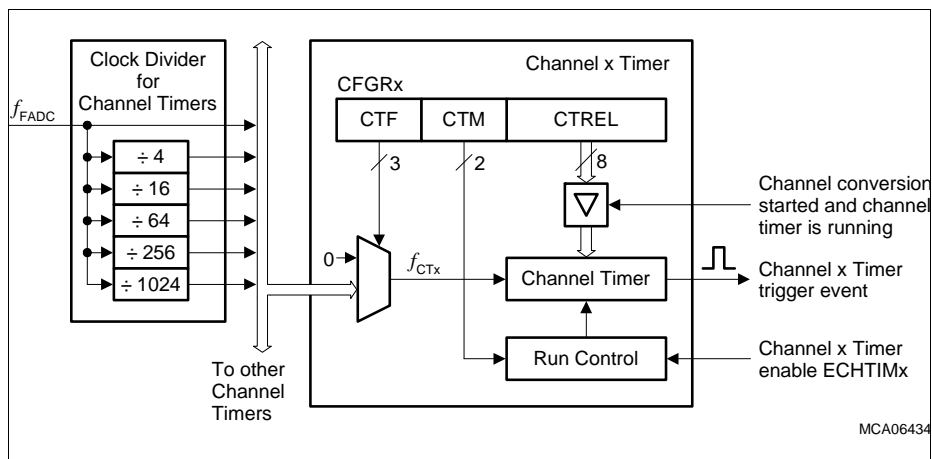 Clock Divider
for
Channel Timers
fFADC
÷ 4
÷ 16
÷ 64
÷ 256
÷ 1024
To other
Channel
Timers
Channel x Timer
CFGRx
CTF
CTM
CTREL
3
2
8
0
fCTx
Channel Timer
Run Control
Channel conversion
started and channel
timer is running
Channel x Timer
trigger event
Channel x Timer
enable ECHTIMx
MCA06434